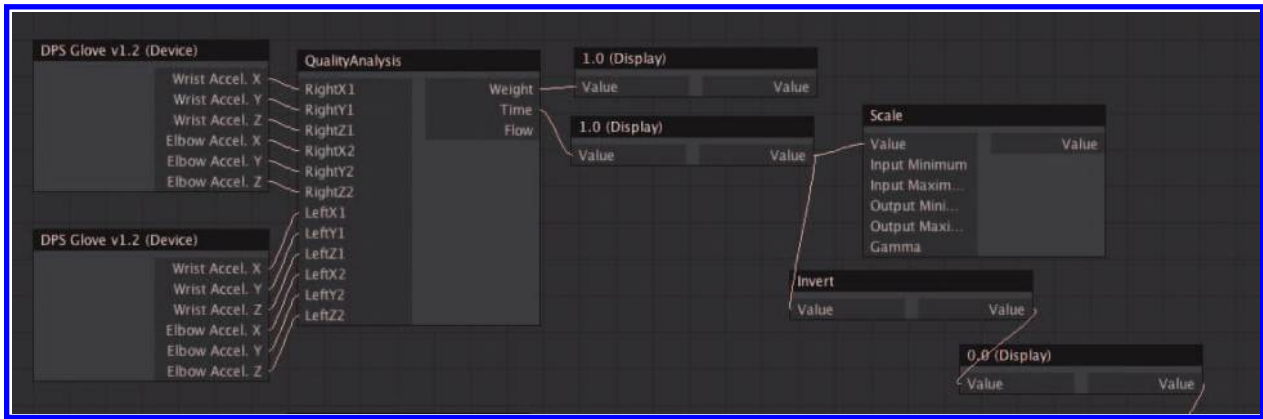 DPS Glove v1.2 (Device)
Wrist Accel. X
Wrist Accel. Y
Wrist Accel. Z
Elbow Accel. X
Elbow Accel. Y
Elbow Accel. Z
DPS Glove v1.2 (Device)
Wrist Accel. X
Wrist Accel. Y
Wrist Accel. Z
Elbow Accel. X
Elbow Accel. Y
Elbow Accel. Z
QualityAnalysis
RightX1 Weight
RightY1 Time
RightZ1 Flow
RightX2
RightY2
RightZ2
LeftX1
LeftY1
LeftZ1
LeftX2
LeftY2
LeftZ2
1.0 (Display)
Value Value
1.0 (Display)
Value Value
Scale
Value Value
Input Minimum
Input Maxim...
Output Mini...
Output Maxi...
Gamma
Invert
Value Value
0.0 (Display)
Value Value